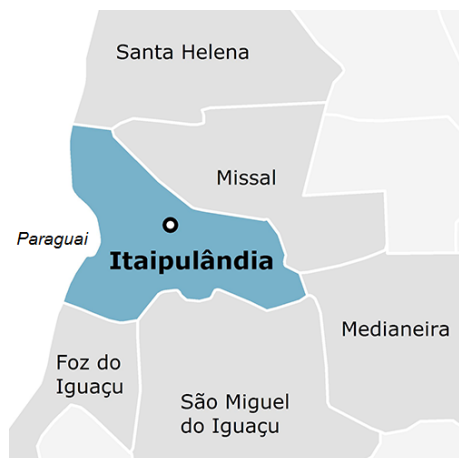 Santa Helena
Missal
Paraguai
Itaipulândia
Medianeira
Foz do
Iguaçu
São Miguel
do Iguaçu